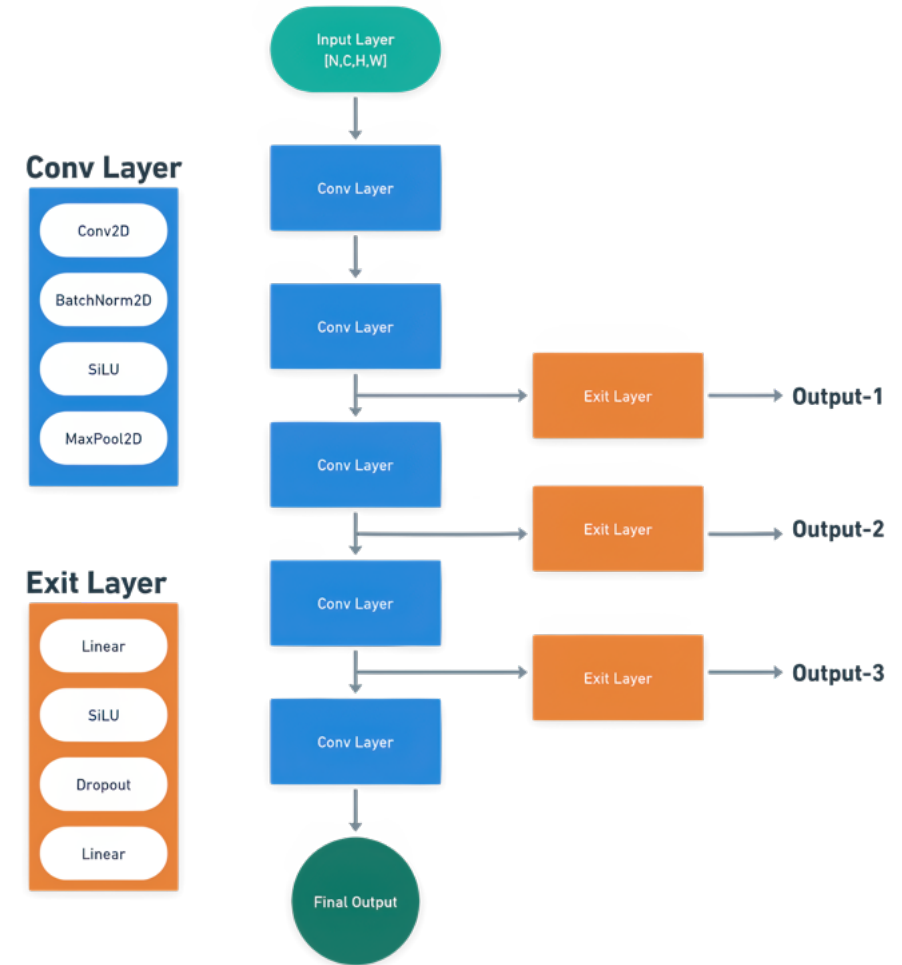 Input Layer
[N,C,H,W]
Conv Layer
Conv2D
BatchNorm2D
SiLU
MaxPool2D
Exit Layer
Linear
SiLU
Dropout
Linear
Conv Layer
Conv Layer
Exit Layer
Output-1
Conv Layer
Exit Layer
Output-2
Conv Layer
Exit Layer
Output-3
Conv Layer
Final Output